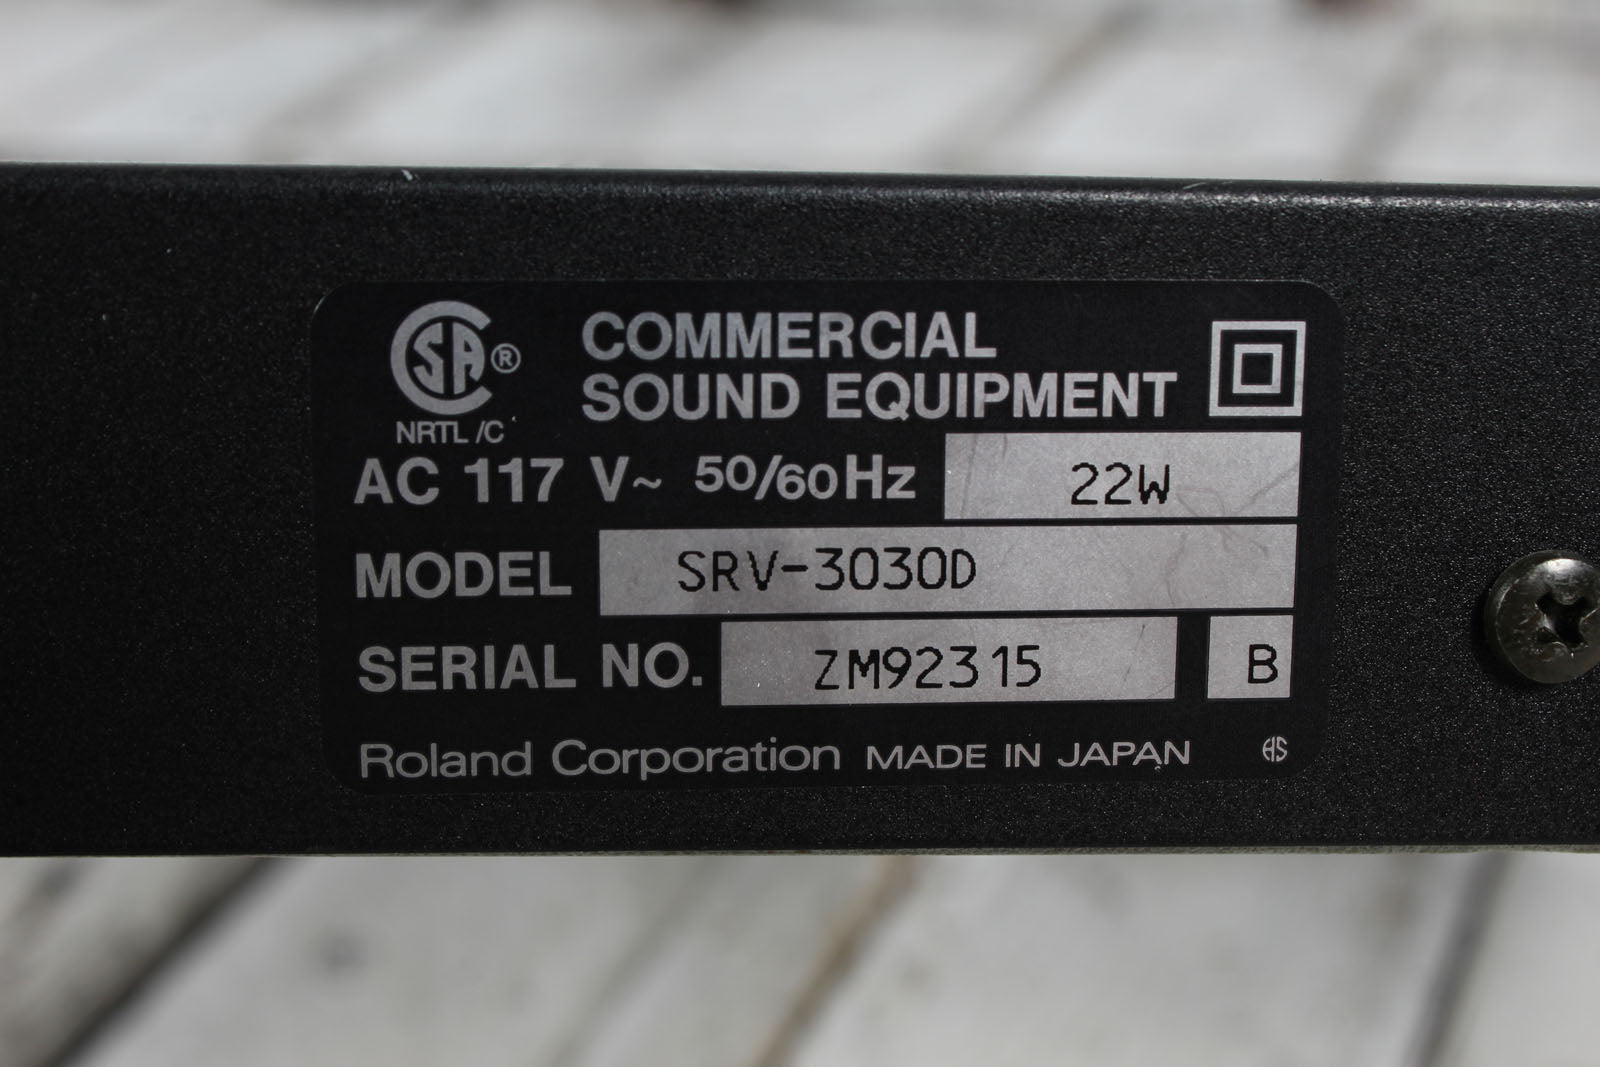 SA®
NRTL /C
COMMERCIAL
SOUND EQUIPMENT
AC 117 V~ 50/60Hz 22W
MODEL SRV-3030D
SERIAL NO. ZM92315 B
Roland Corporation MADE IN JAPAN AS